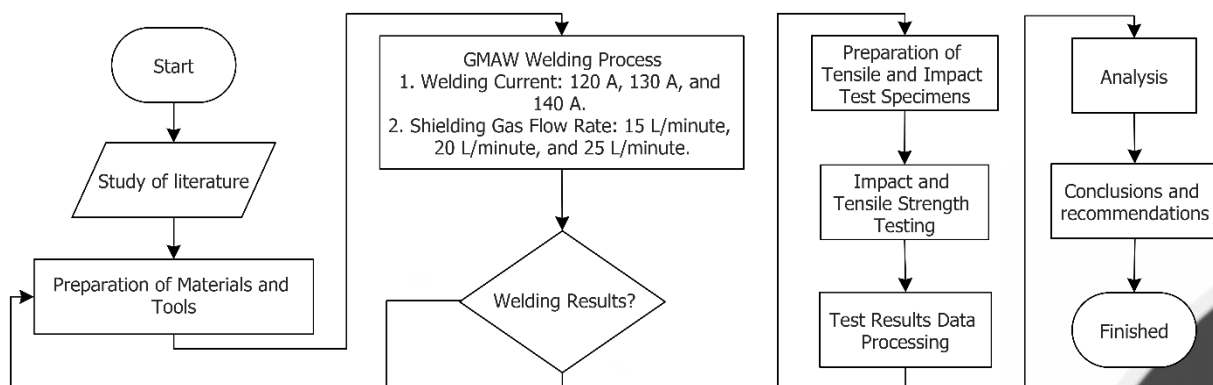 Start
Study of literature
Preparation of Materials and
Tools
GMAW Welding Process
1. Welding Current: 120 A, 130 A, and
140 A.
2. Shielding Gas Flow Rate: 15 L/minute,
20 L/minute, and 25 L/minute.
Welding Results?
Preparation of
Tensile and Impact
Test Specimens
Impact and
Tensile Strength
Testing
Test Results Data
Processing
Analysis
Conclusions and
recommendations
Finished